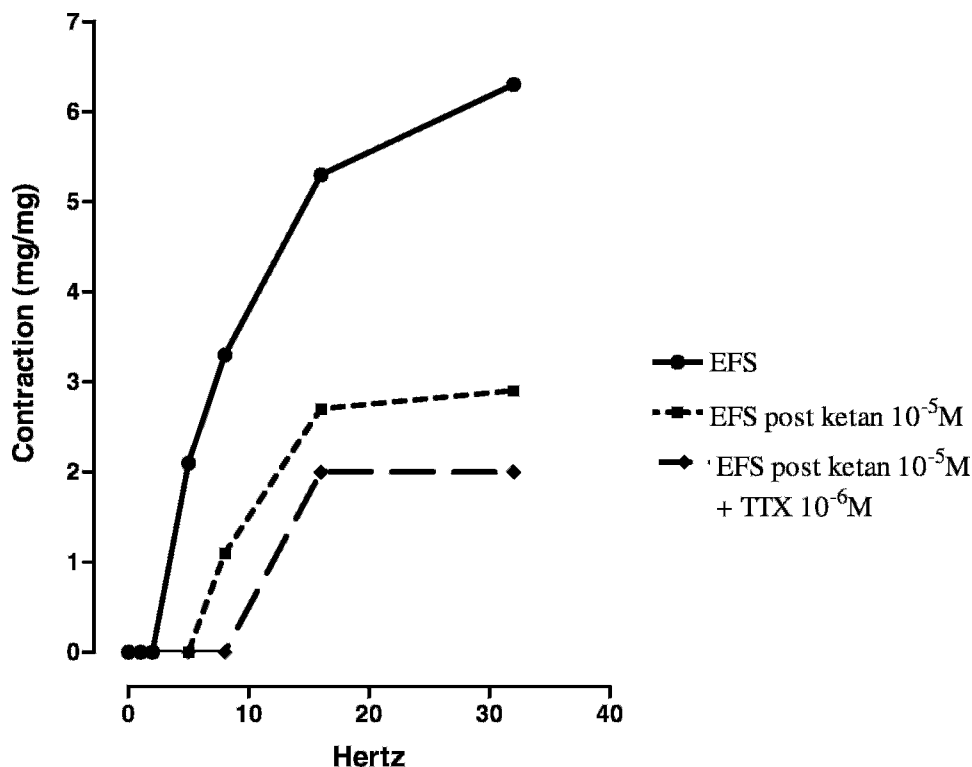 7
6
5
4
3
2
1
0
Contraction (mg/mg)
0 10 20 30 40
Hertz
EFS
EFS post ketan 10⁻⁵M
EFS post ketan 10⁻⁵M
+ TTX 10⁻⁶M